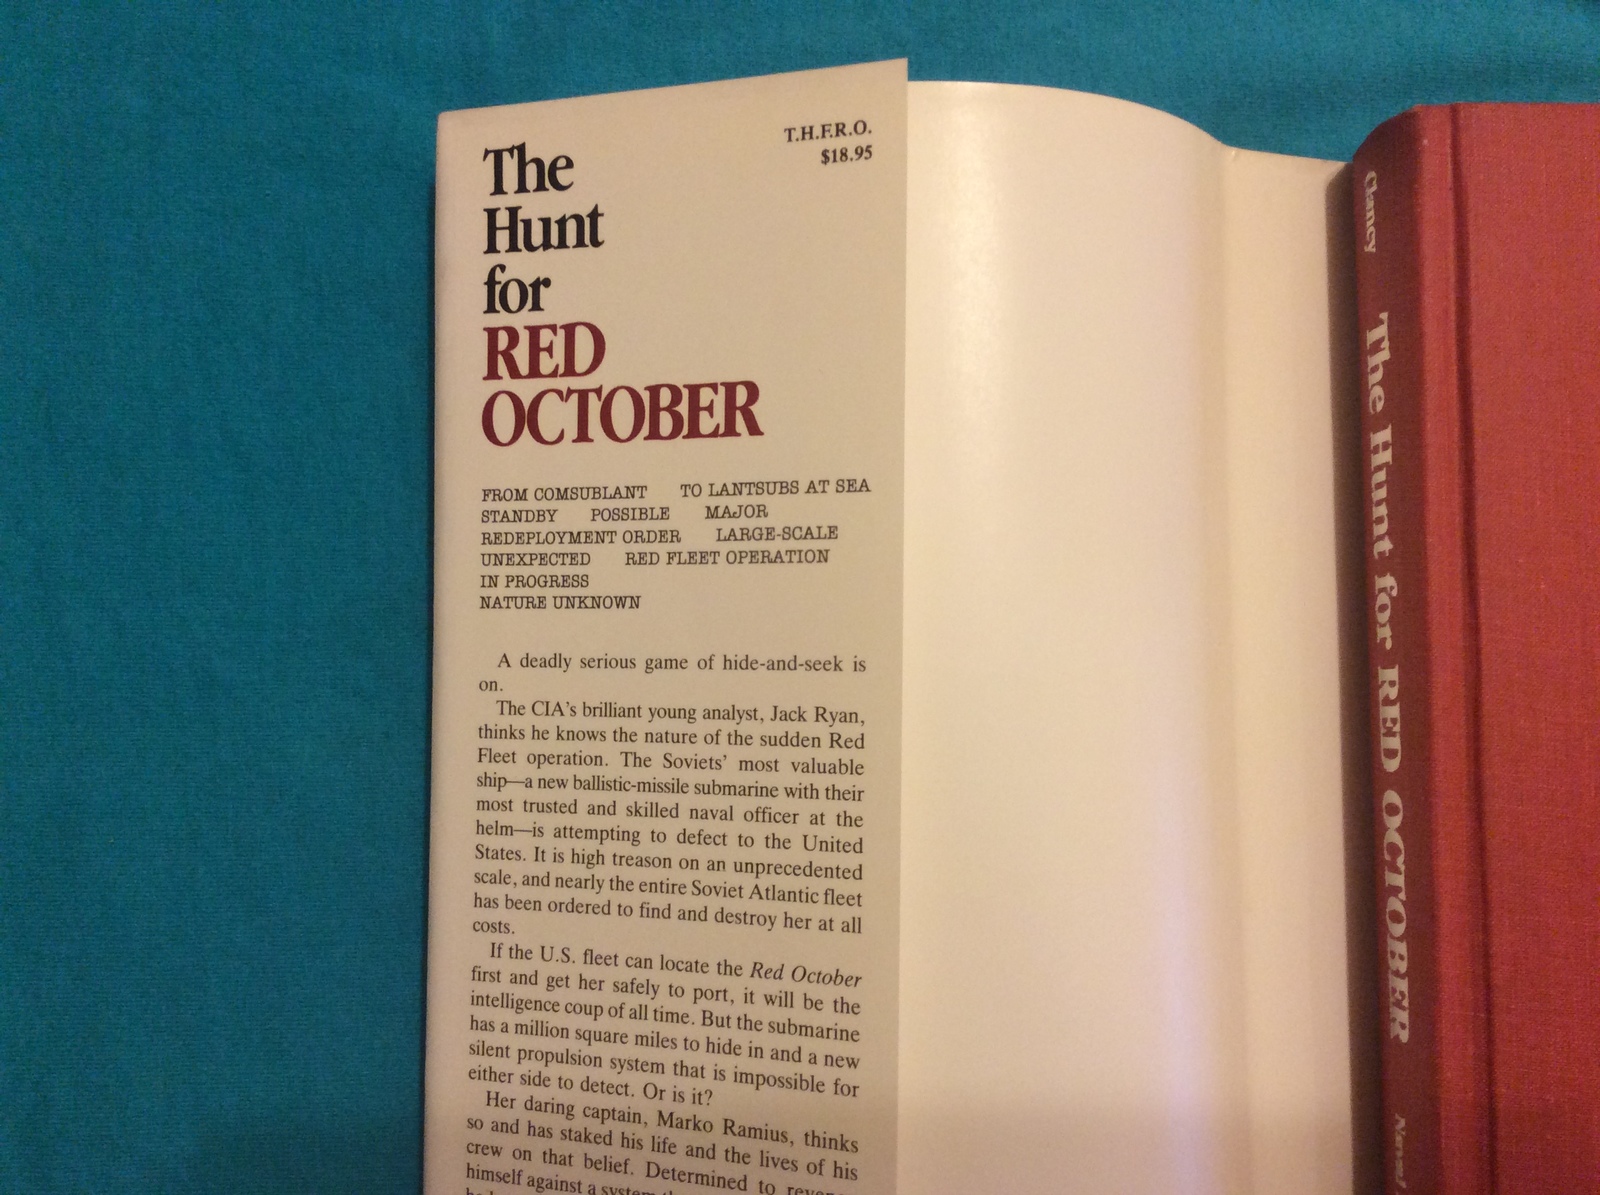 The
Hunt
for
RED
OCTOBER
T.H.F.R.O.
$18.95
FROM COMSUBLANT TO LANTSUBS AT SEA
STANDBY POSSIBLE MAJOR
REDEPLOYMENT ORDER LARGE-SCALE
UNEXPECTED RED FLEET OPERATION
IN PROGRESS
NATURE UNKNOWN
A deadly serious game of hide-and-seek is
on.
The CIA's brilliant young analyst, Jack Ryan,
thinks he knows the nature of the sudden Red
Fleet operation. The Soviets' most valuable
ship—a new ballistic-missile submarine with their
most trusted and skilled naval officer at the
helm—is attempting to defect to the United
States. It is high treason on an unprecedented
scale, and nearly the entire Soviet Atlantic fleet
has been ordered to find and destroy her at all
costs.
If the U.S. fleet can locate the Red October
first and get her safely to port, it will be the
intelligence coup of all time. But the submarine
has a million square miles to hide in and a new
silent propulsion system that is impossible for
either side to detect. Or is it?
Her daring captain, Marko Ramius, thinks
so and has staked his life and the lives of his
crew on that belief. Determined to
himself against a
Clancy The Hunt for RED OCTOBER